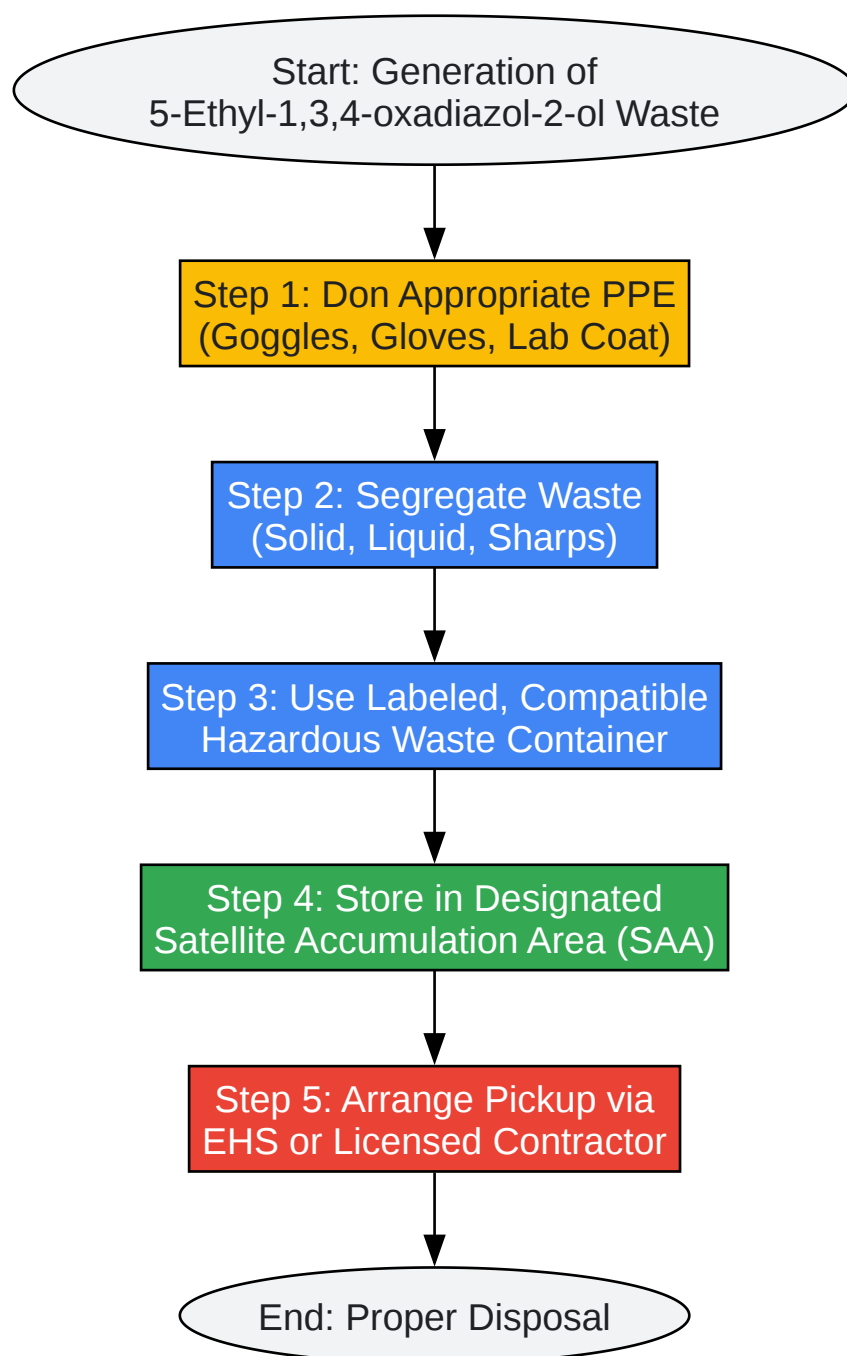 Start: Generation of
5-Ethyl-1,3,4-oxadiazol-2-ol Waste
Step 1: Don Appropriate PPE
(Goggles, Gloves, Lab Coat)
Step 2: Segregate Waste
(Solid, Liquid, Sharps)
Step 3: Use Labeled, Compatible
Hazardous Waste Container
Step 4: Store in Designated
Satellite Accumulation Area (SAA)
Step 5: Arrange Pickup via
EHS or Licensed Contractor
End: Proper Disposal